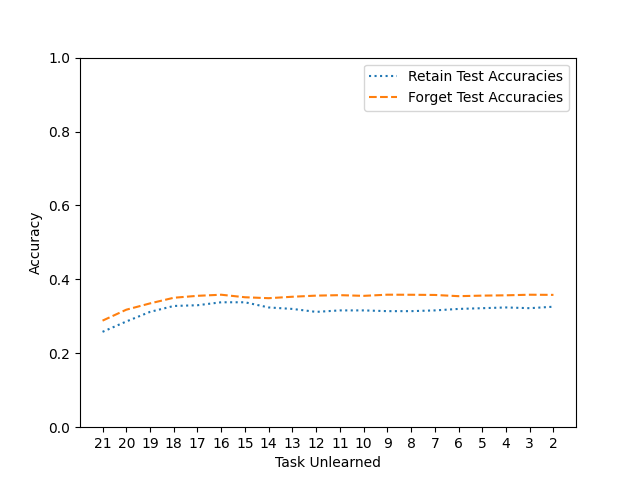 1.0
0.8
0.6
0.4
0.2
0.0
Accuracy
Retain Test Accuracies
Forget Test Accuracies
21 20 19 18 17 16 15 14 13 12 11 10 9 8 7 6 5 4 3 2
Task Unlearned